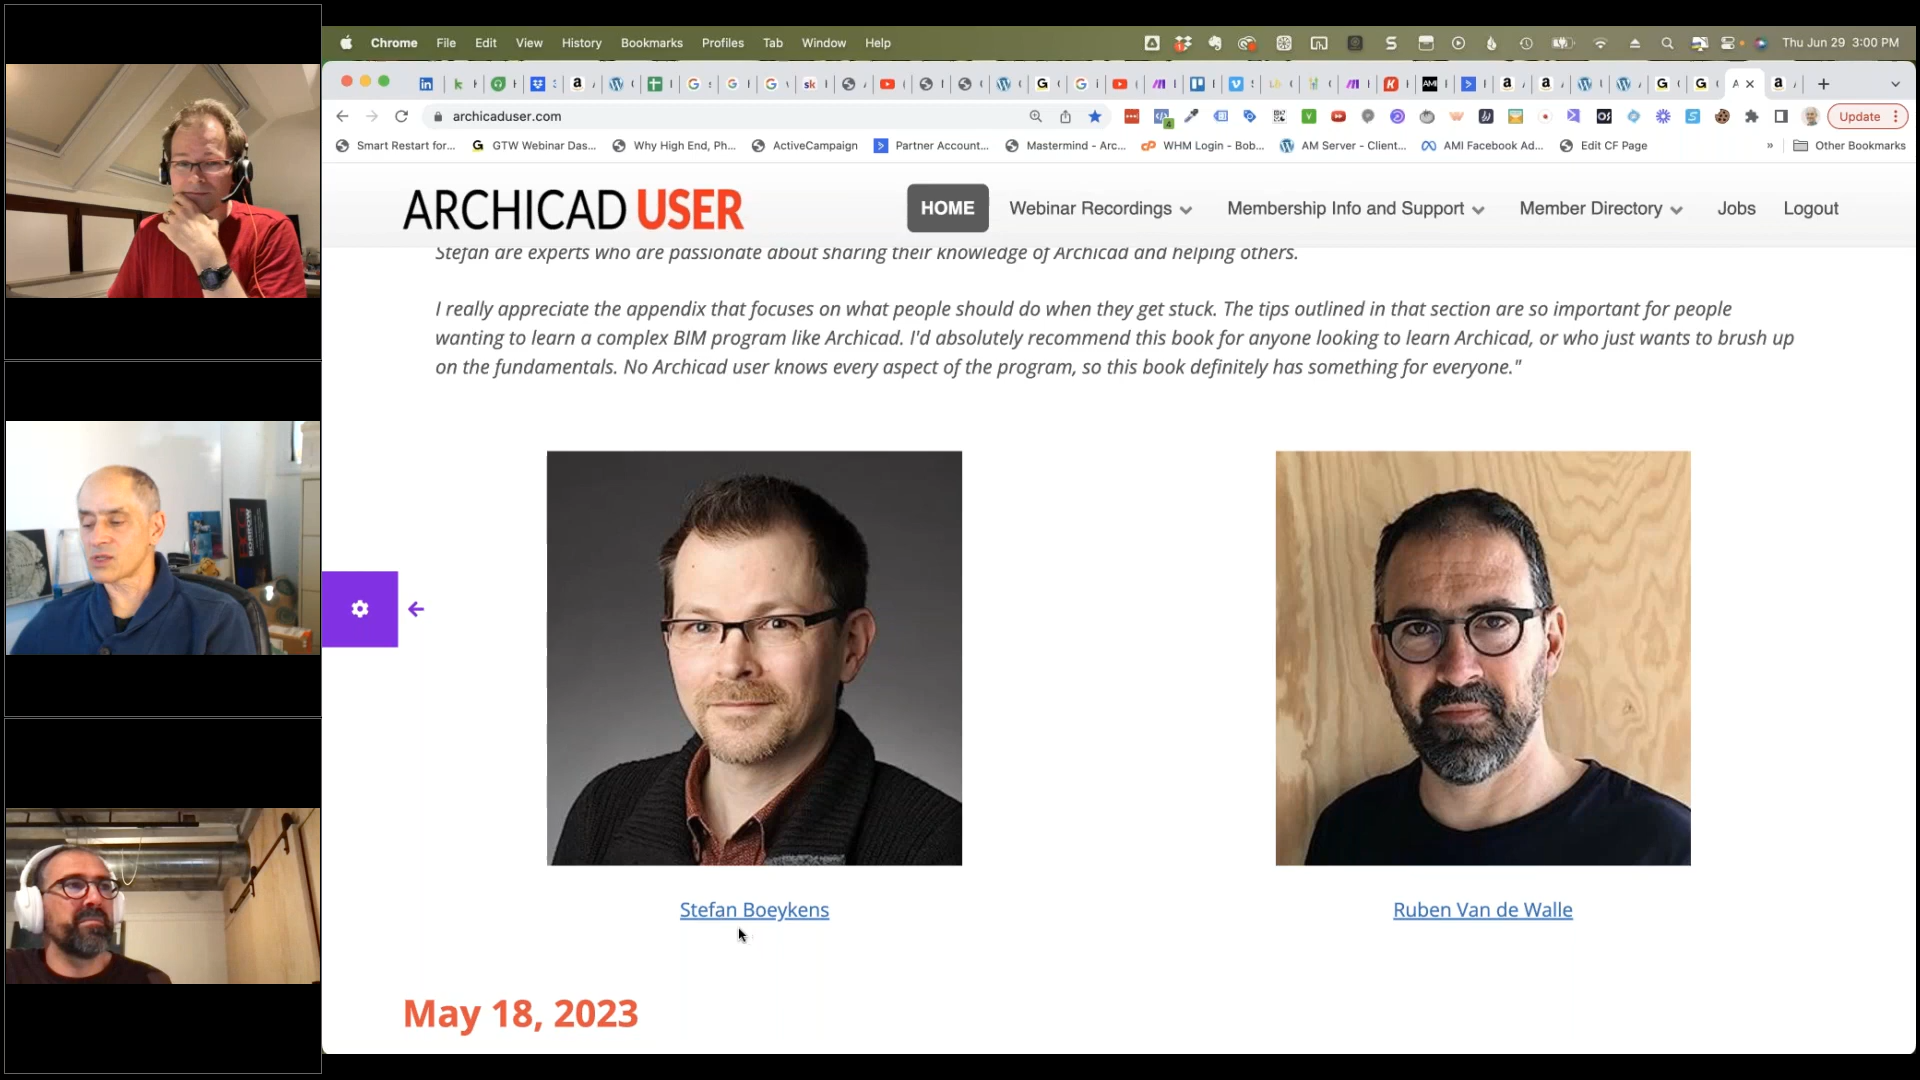 Chrome File Edit View History Bookmarks Profiles Tab Window Help Thu Jun 29 3:00 PM
archicaduser.com Update
Smart Restart for... GTW Webinar Das... Why High End, Ph... ActiveCampaign Partner Account... Mastermind - Arc... WHM Login - Bob... AM Server - Client... AMI Facebook Ad... Edit CF Page » Other Bookmarks
ARCHICAD USER HOME Webinar Recordings Membership Info and Support Member Directory Jobs Logout
Stefan are experts who are passionate about sharing their knowledge of Archicad and helping others.
I really appreciate the appendix that focuses on what people should do when they get stuck. The tips outlined in that section are so important for people
wanting to learn a complex BIM program like Archicad. I'd absolutely recommend this book for anyone looking to learn Archicad, or who just wants to brush up
on the fundamentals. No Archicad user knows every aspect of the program, so this book definitely has something for everyone."
Stefan Boeykens
Ruben Van de Walle
May 18, 2023